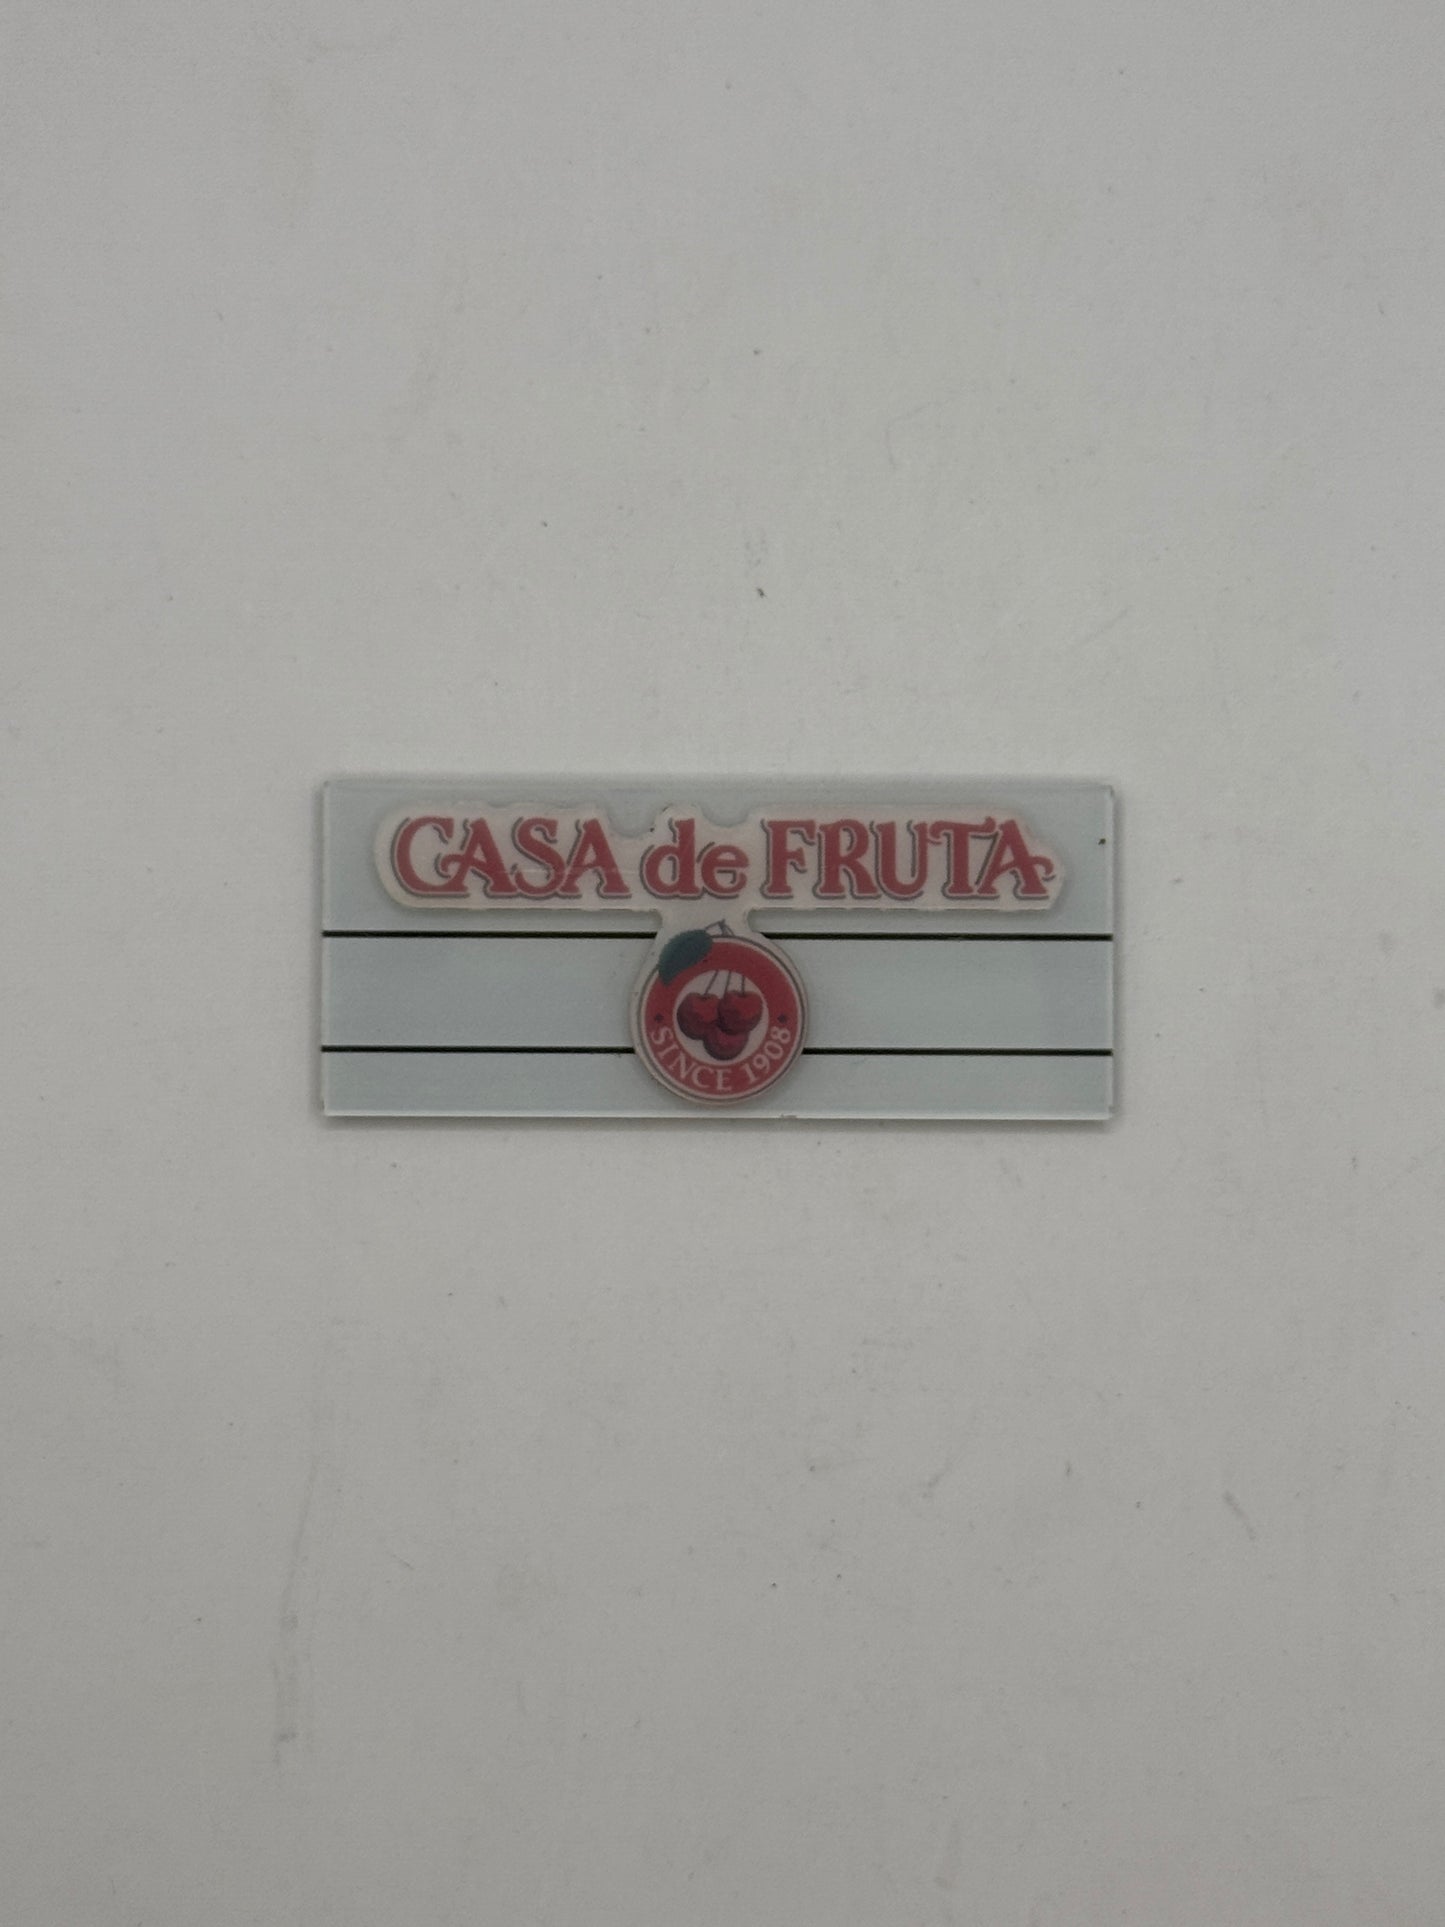 CASA de FRUTA
SINCE 1908